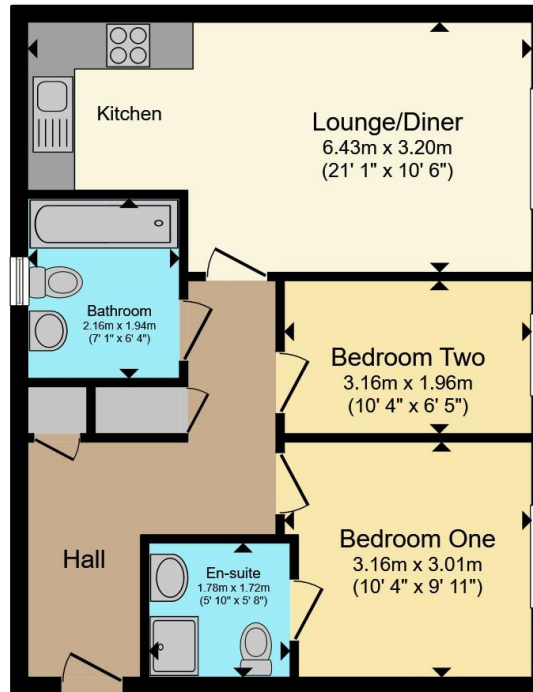 Kitchen
Lounge/Diner
6.43m x 3.20m
(21' 1" x 10' 6")
Bathroom
2.16m x 1.94m
(7' 1" x 6' 4")
Bedroom Two
3.16m x 1.96m
(10' 4" x 6' 5")
Hall
En-suite
1.78m x 1.72m
(5' 10" x 5' 8")
Bedroom One
3.16m x 3.01m
(10' 4" x 9' 11")